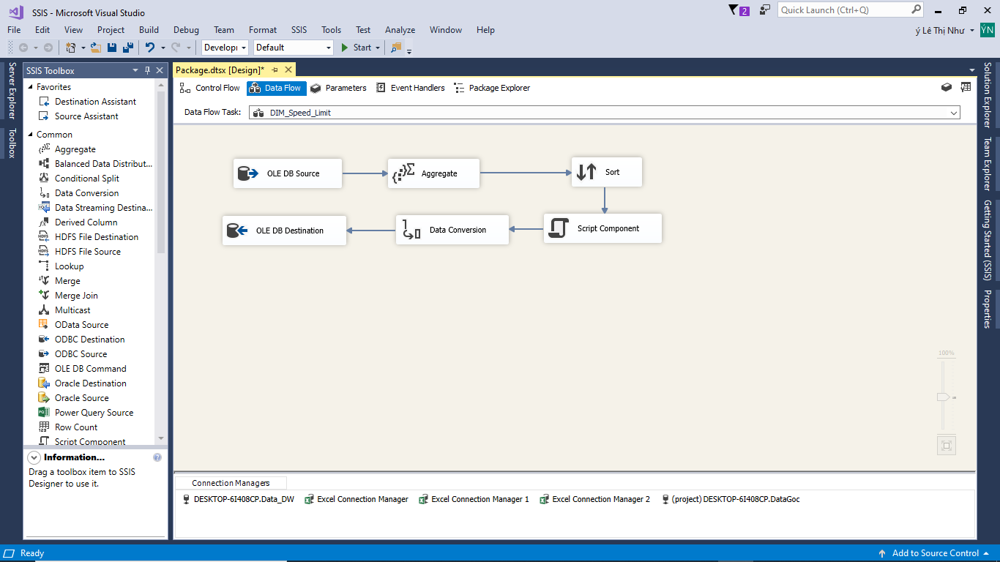 SSIS - Microsoft Visual Studio
2
Quick Launch (Ctrl+Q)
File Edit View Project Build Debug Team Format SSIS Tools Test Analyze Window Help
ý Lê Thị Như
ÝN
Developi
Default
Start
Server Explorer
Toolbox
SSIS Toolbox
Favorites
Destination Assistant
Source Assistant
Common
Aggregate
Balanced Data Distribut...
Conditional Split
Data Conversion
Data Streaming Destina...
Derived Column
HDFS File Destination
HDFS File Source
Lookup
Merge
Merge Join
Multicast
OData Source
ODBC Destination
ODBC Source
OLE DB Command
Oracle Destination
Oracle Source
Power Query Source
Row Count
Script Component
Information...
Drag a toolbox item to SSIS
Designer to use it.
Package.dtsx [Design]*
Control Flow Data Flow Parameters Event Handlers Package Explorer
Data Flow Task: DIM_Speed_Limit
OLE DB Source
Aggregate
Sort
OLE DB Destination
Data Conversion
Script Component
100%
Connection Managers
DESKTOP-6I408CP.Data_DW Excel Connection Manager Excel Connection Manager 1 Excel Connection Manager 2 (project) DESKTOP-6I408CP.DataGoc
Solution Explorer
Team Explorer
Getting Started (SSIS)
Properties
Ready
Add to Source Control